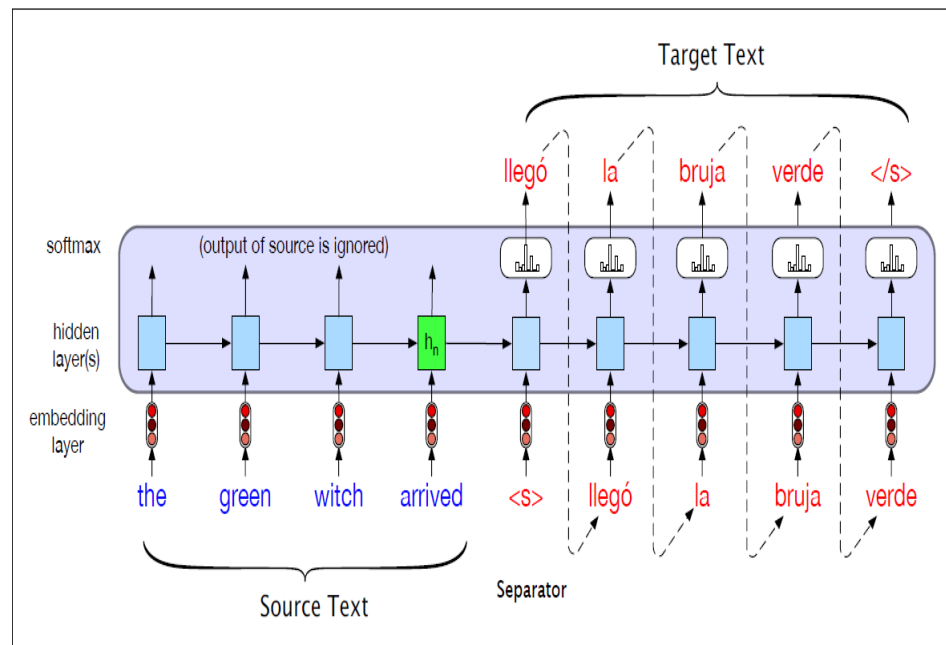 Target Text
llegó la bruja verde </s>
softmax (output of source is ignored)
hidden
layer(s)
h_n
embedding
layer
the green witch arrived <s> llegó la bruja verde
Separator
Source Text